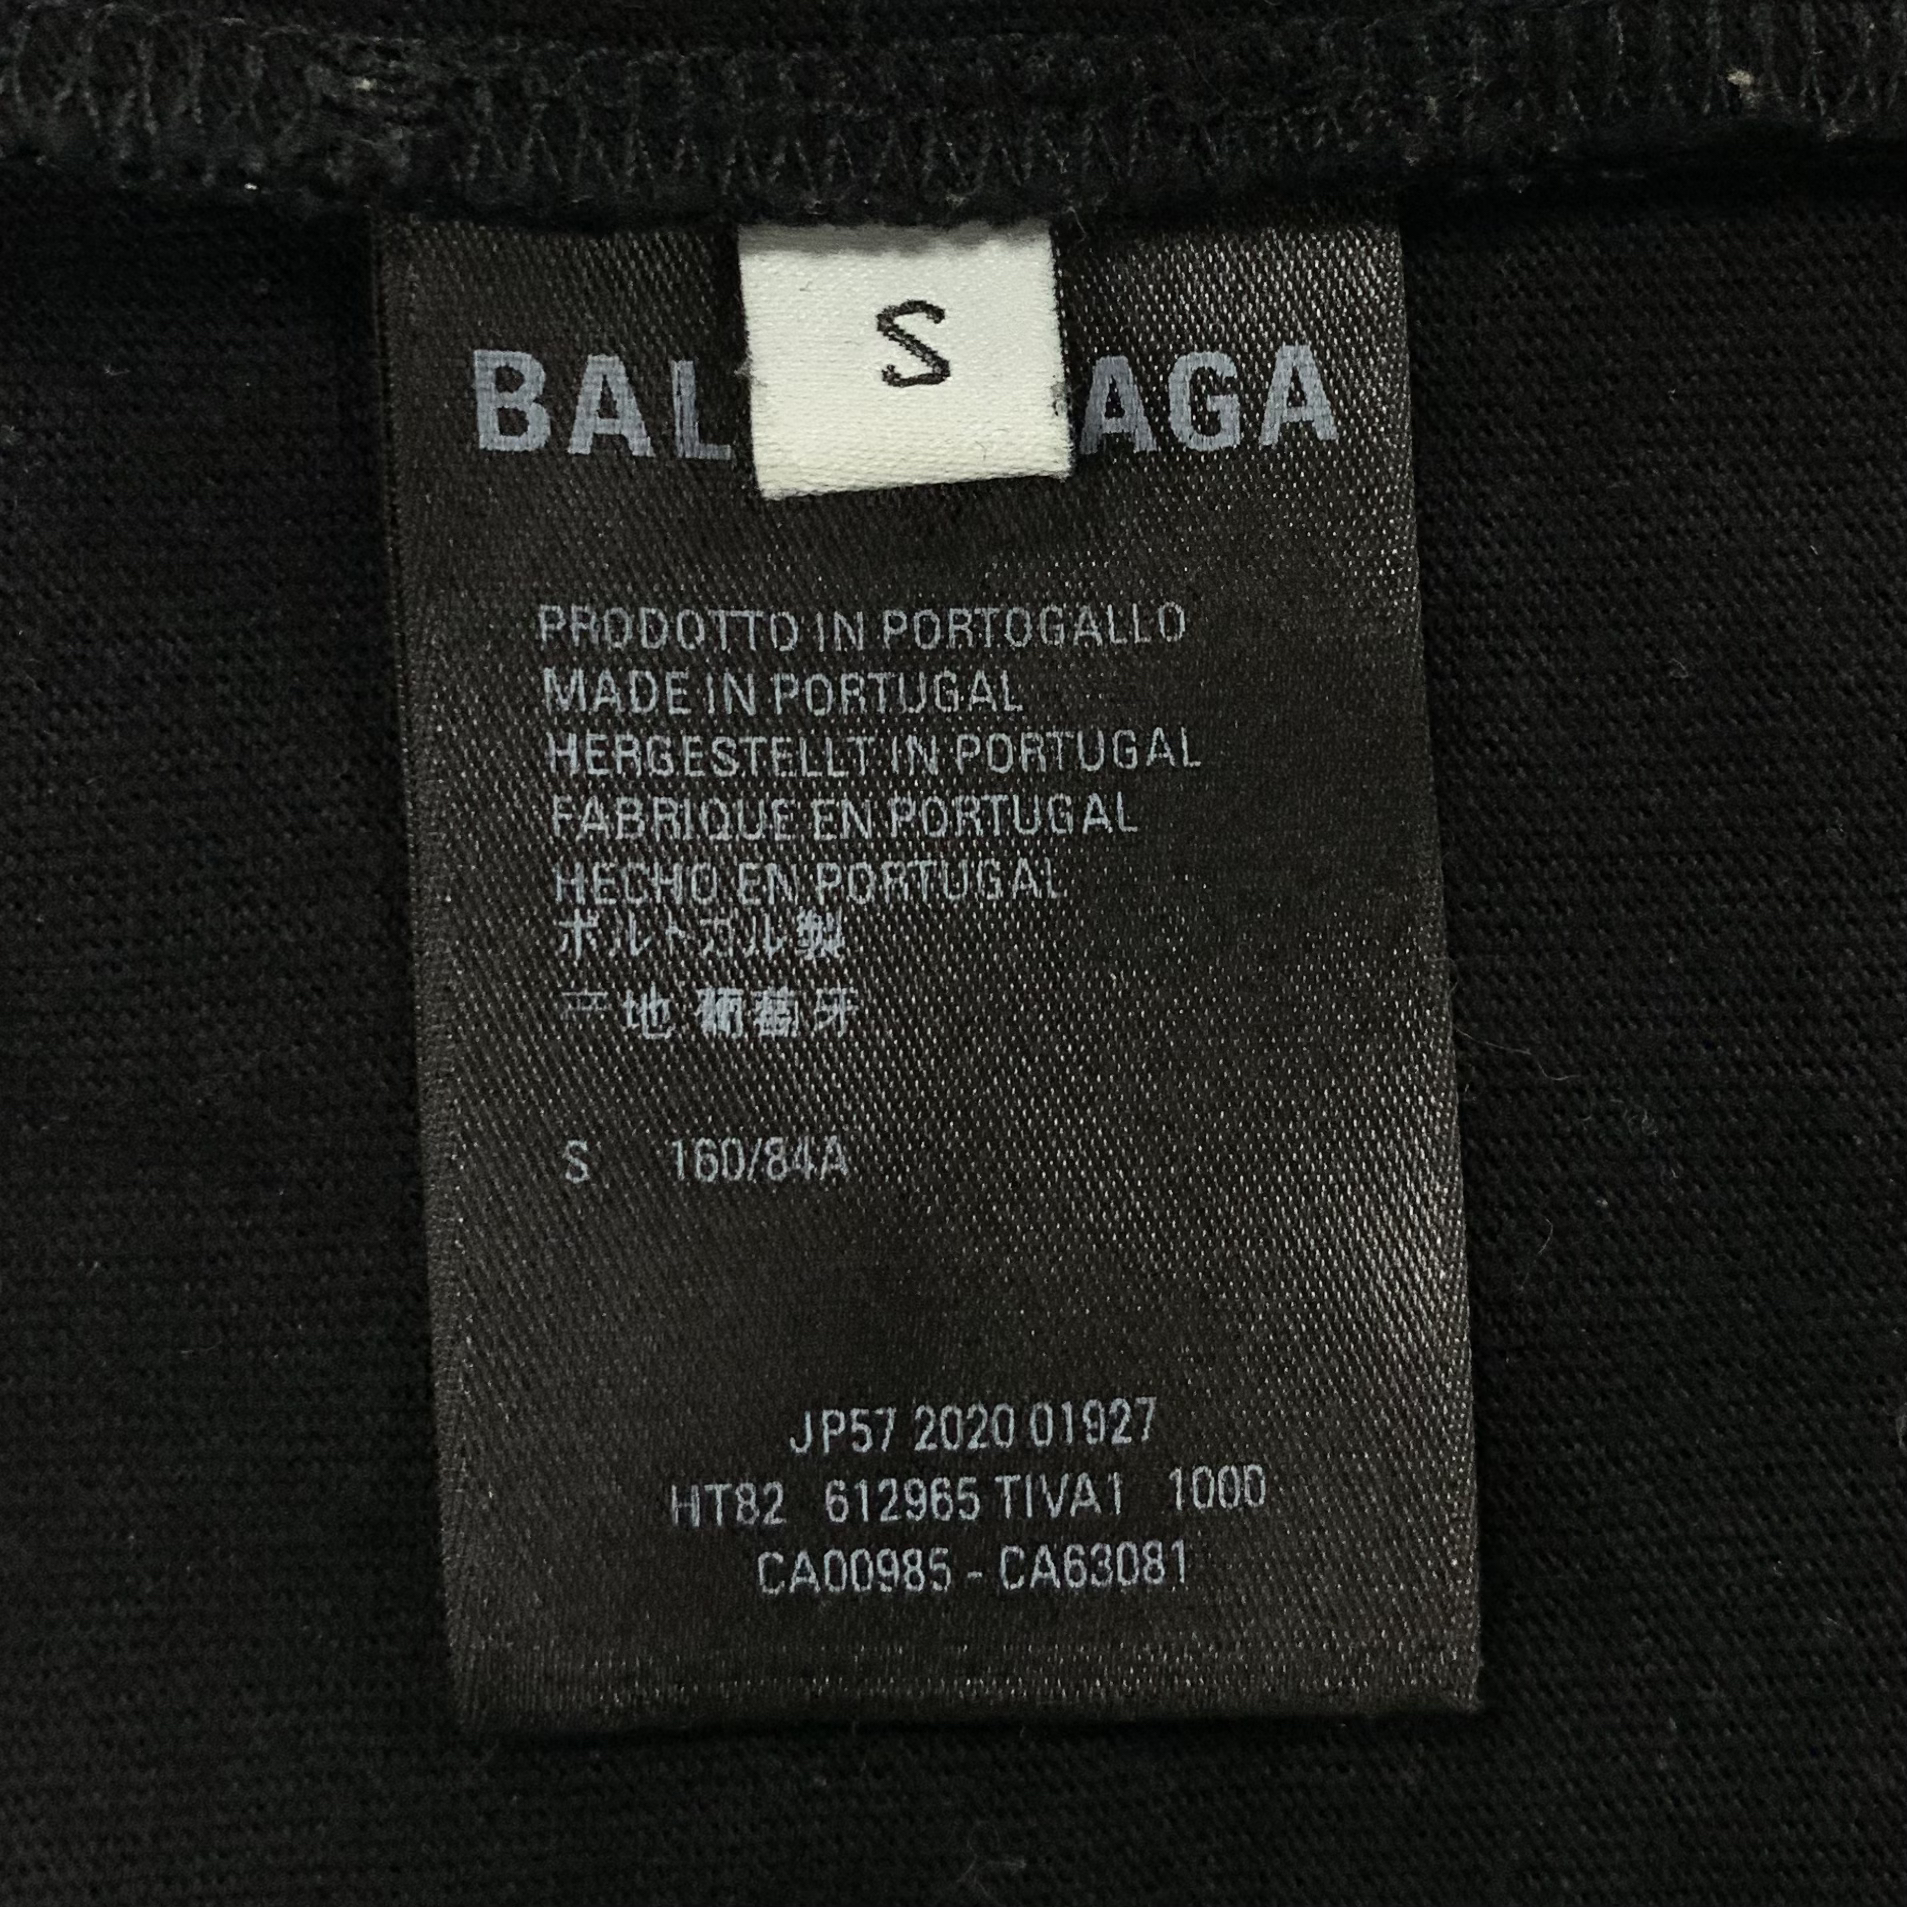 S
BAL AGA
PRODOTTO IN PORTOGALLO
MADE IN PORTUGAL
HERGESTELLT IN PORTUGAL
FABRIQUE EN PORTUGAL
HECHO EN PORTUGAL
ポルトガル製
产地 葡萄牙
S 160/84A
JP57 2020 01927
HT82 612965 TIVA1 1000
CA00985 - CA63081